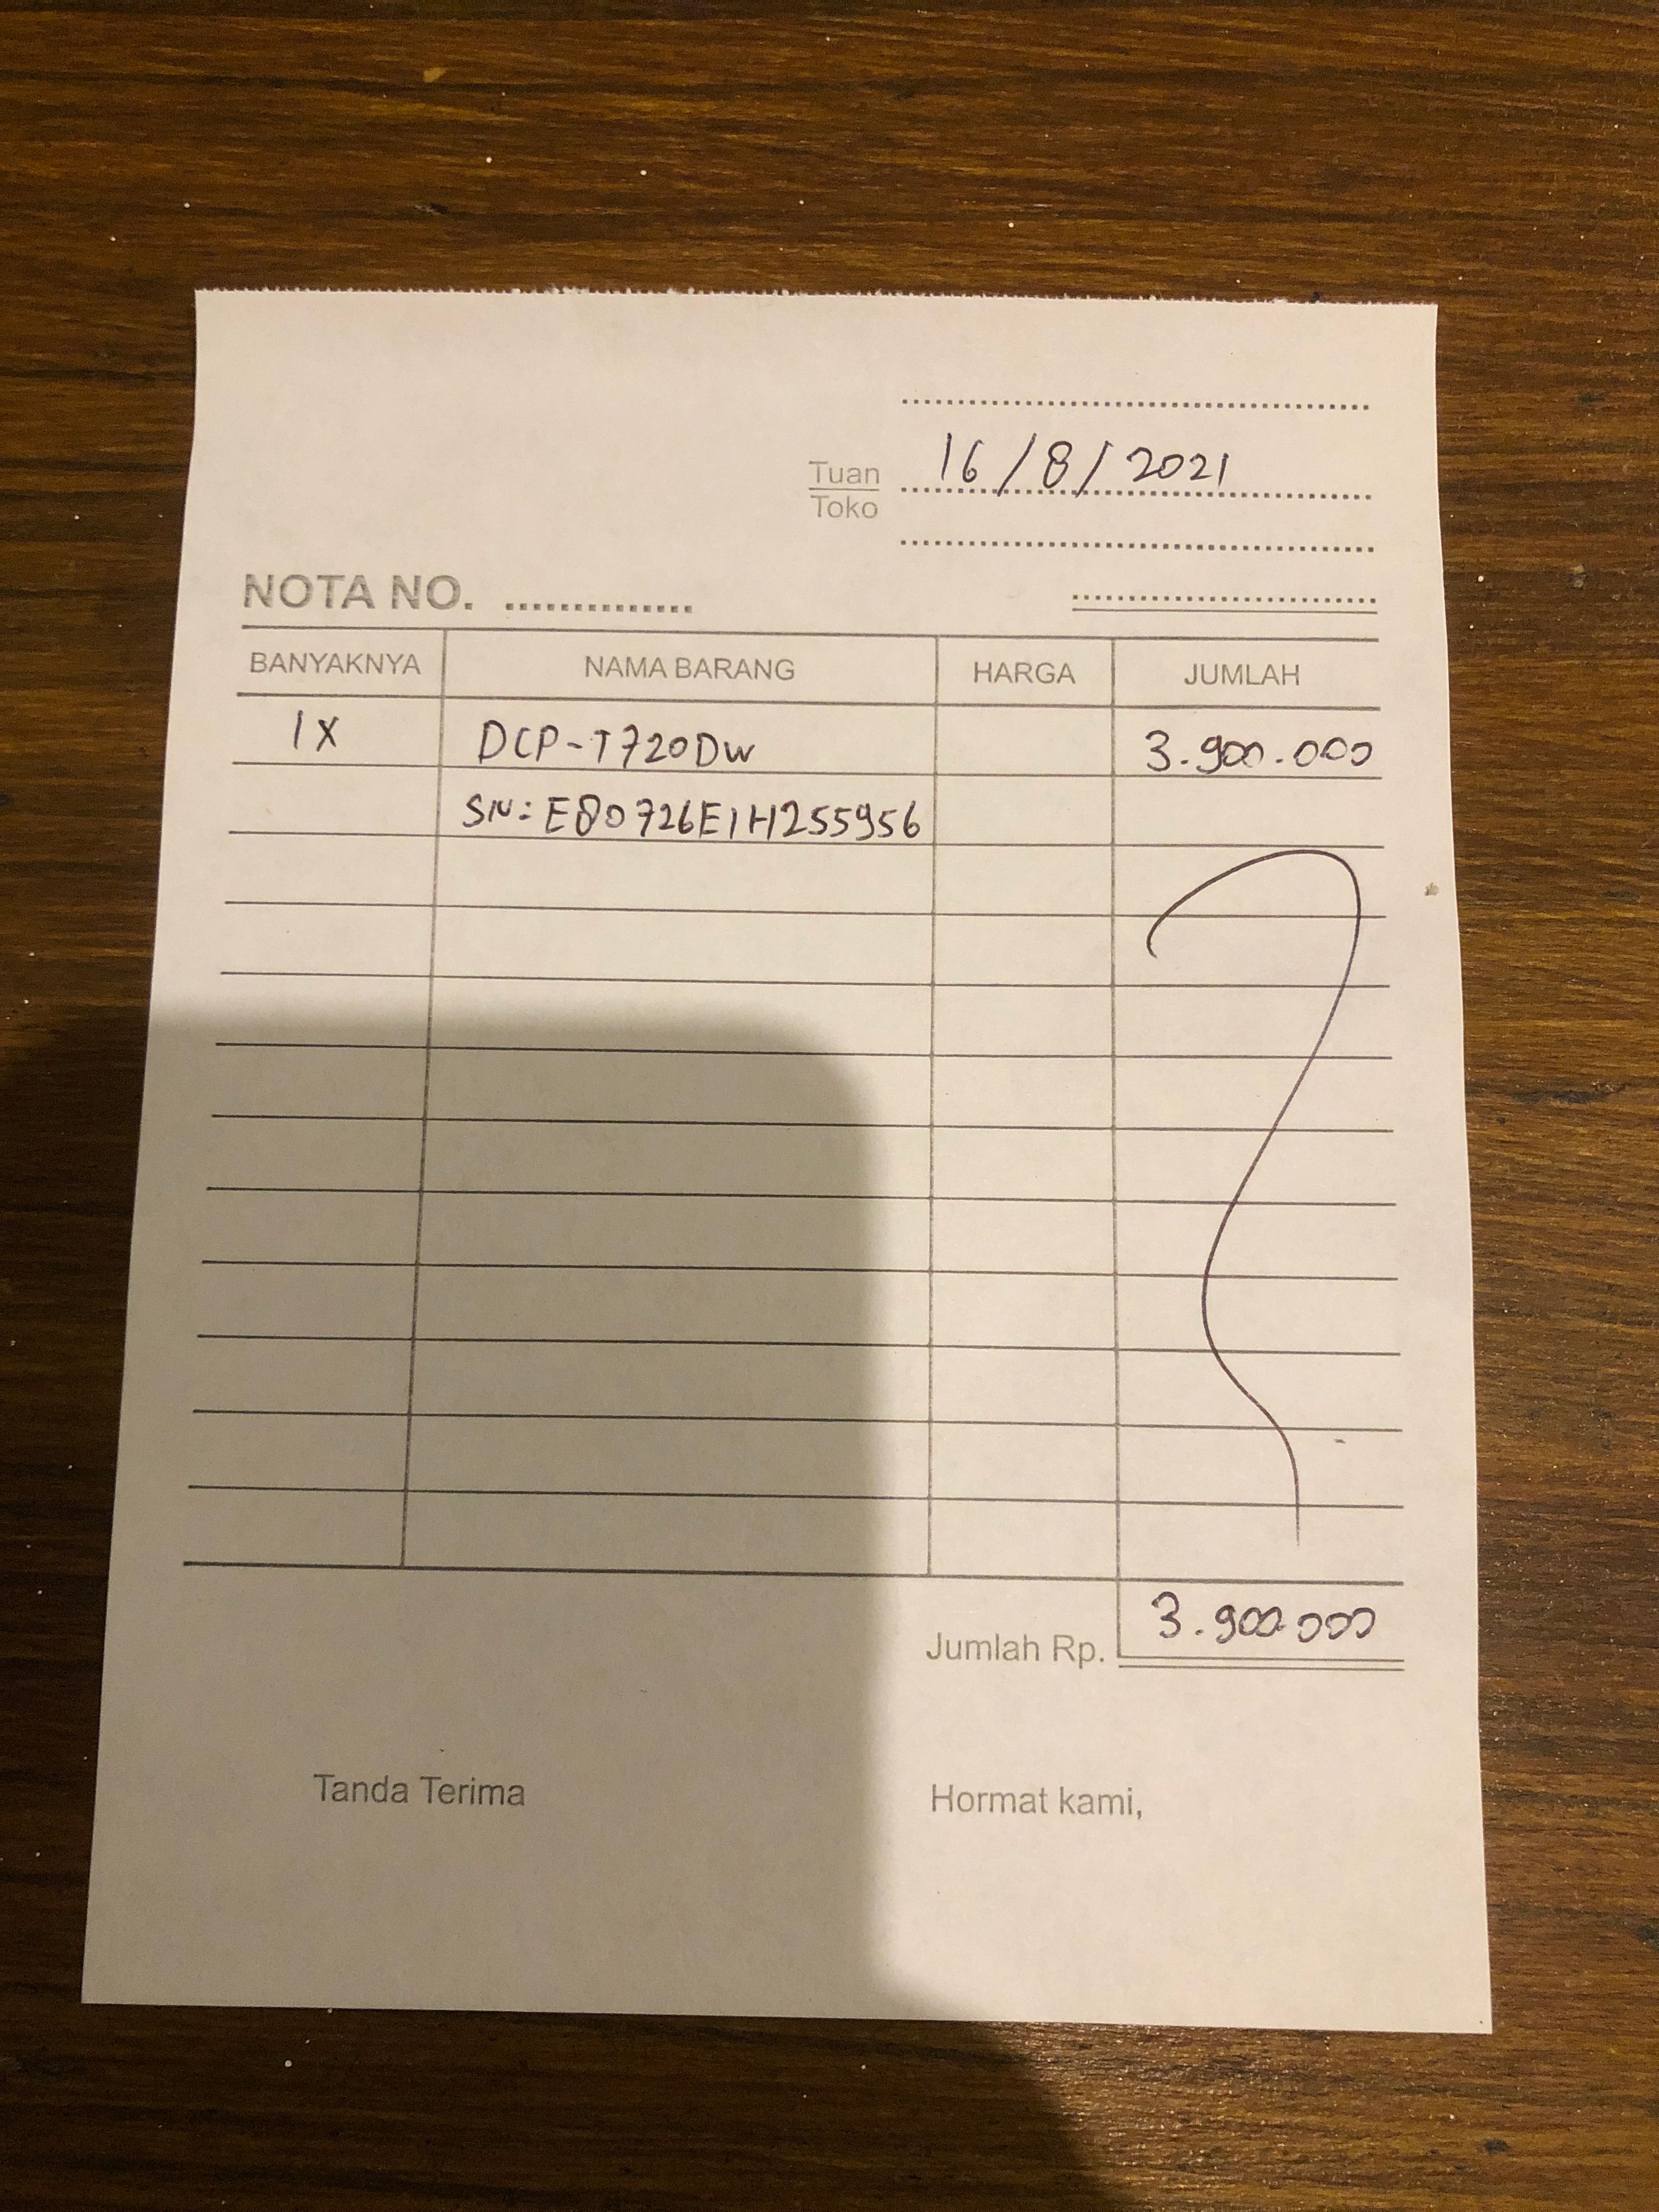 Tuan
Toko
16/8/2021
NOTA NO. ..............
BANYAKNYA NAMA BARANG HARGA JUMLAH
1X DCP-T720DW 3.900.000
SN: E80726E1H255956
Jumlah Rp. 3.900.000
Tanda Terima Hormat kami,